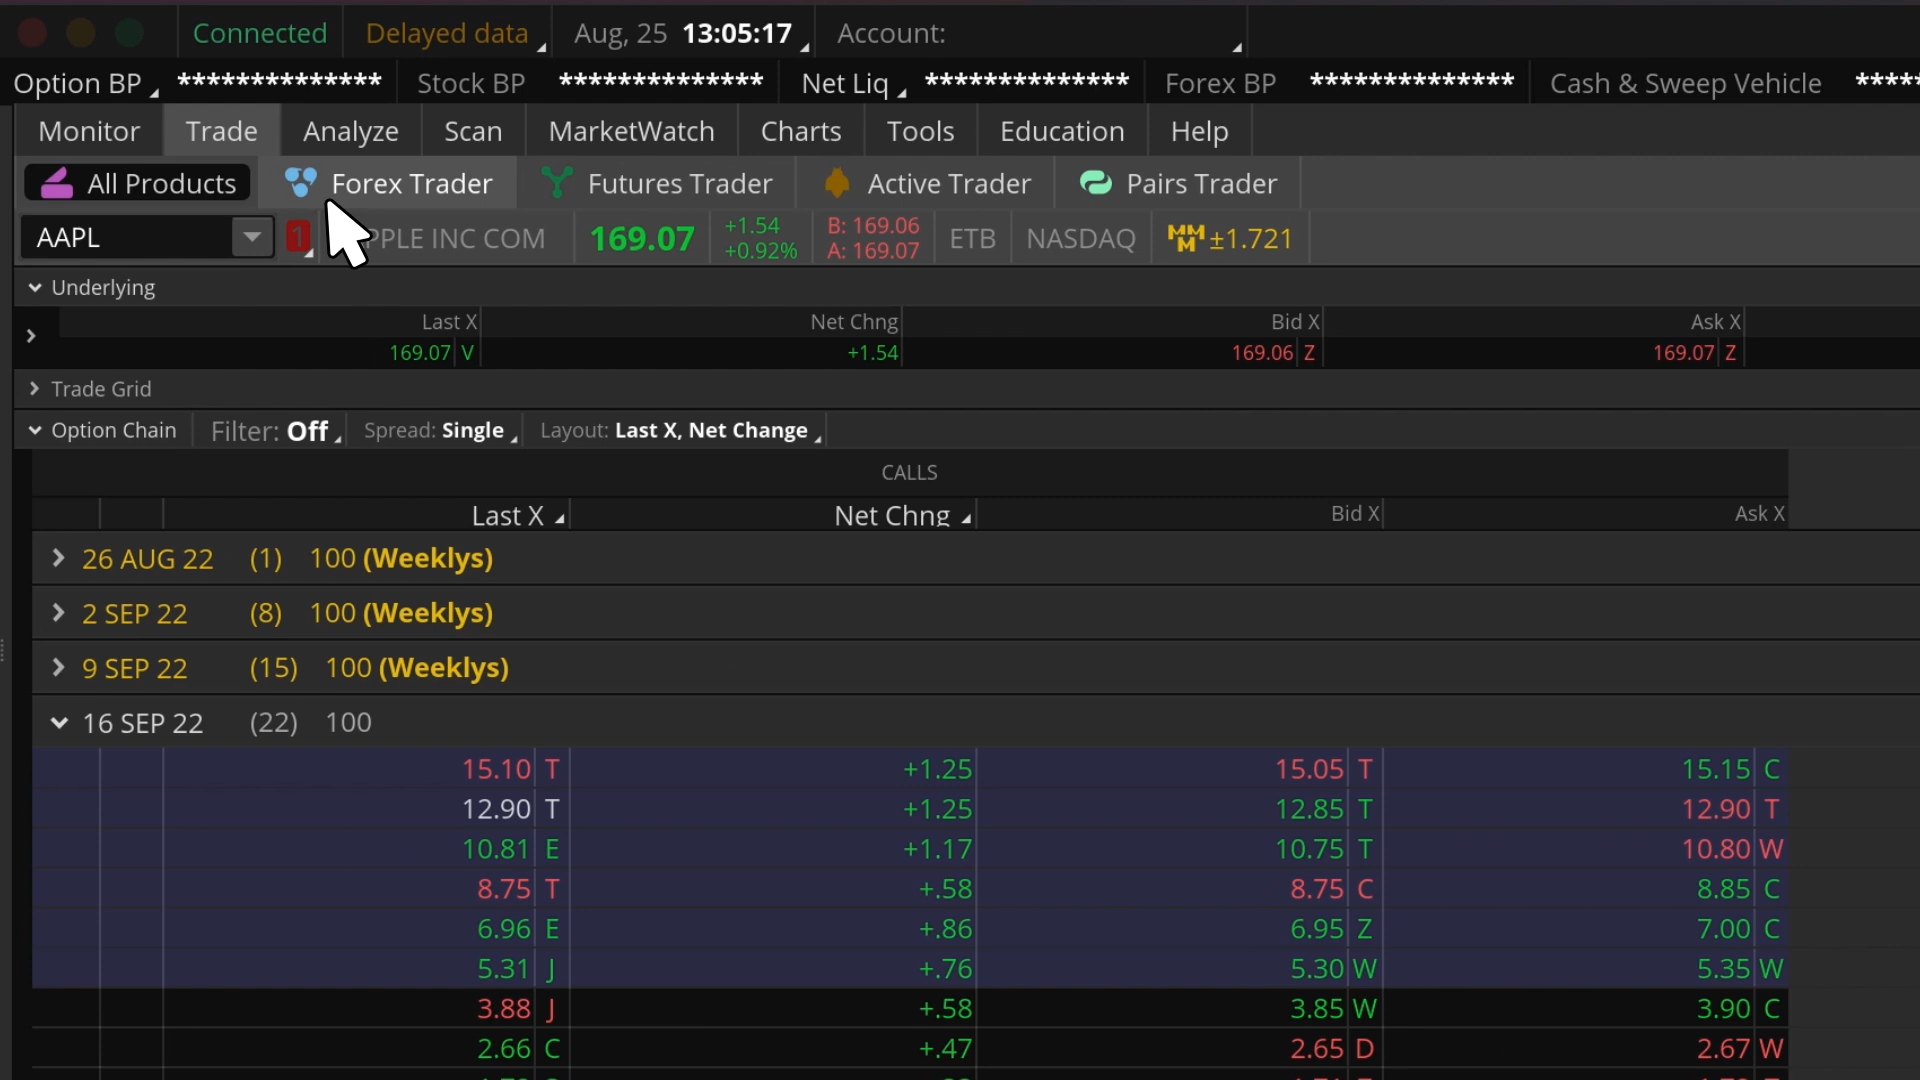 Connected Delayed data Aug, 25 13:05:17 Account:
Option BP ************** Stock BP ************** Net Liq ************** Forex BP ************** Cash & Sweep Vehicle *****
Monitor Trade Analyze Scan MarketWatch Charts Tools Education Help
All Products Forex Trader Futures Trader Active Trader Pairs Trader
AAPL 1 PPLE INC COM 169.07 +1.54 +0.92% B: 169.06 A: 169.07 ETB NASDAQ MMM ±1.721
Underlying
Last X Net Chng Bid X Ask X
169.07 V +1.54 169.06 Z 169.07 Z
Trade Grid
Option Chain Filter: Off Spread: Single Layout: Last X, Net Change
CALLS
Last X Net Chng Bid X Ask X
26 AUG 22 (1) 100 (Weeklys)
2 SEP 22 (8) 100 (Weeklys)
9 SEP 22 (15) 100 (Weeklys)
16 SEP 22 (22) 100
15.10 T +1.25 15.05 T 15.15 C
12.90 T +1.25 12.85 T 12.90 T
10.81 E +1.17 10.75 T 10.80 W
8.75 T +.58 8.75 C 8.85 C
6.96 E +.86 6.95 Z 7.00 C
5.31 J +.76 5.30 W 5.35 W
3.88 J +.58 3.85 W 3.90 C
2.66 C +.47 2.65 D 2.67 W